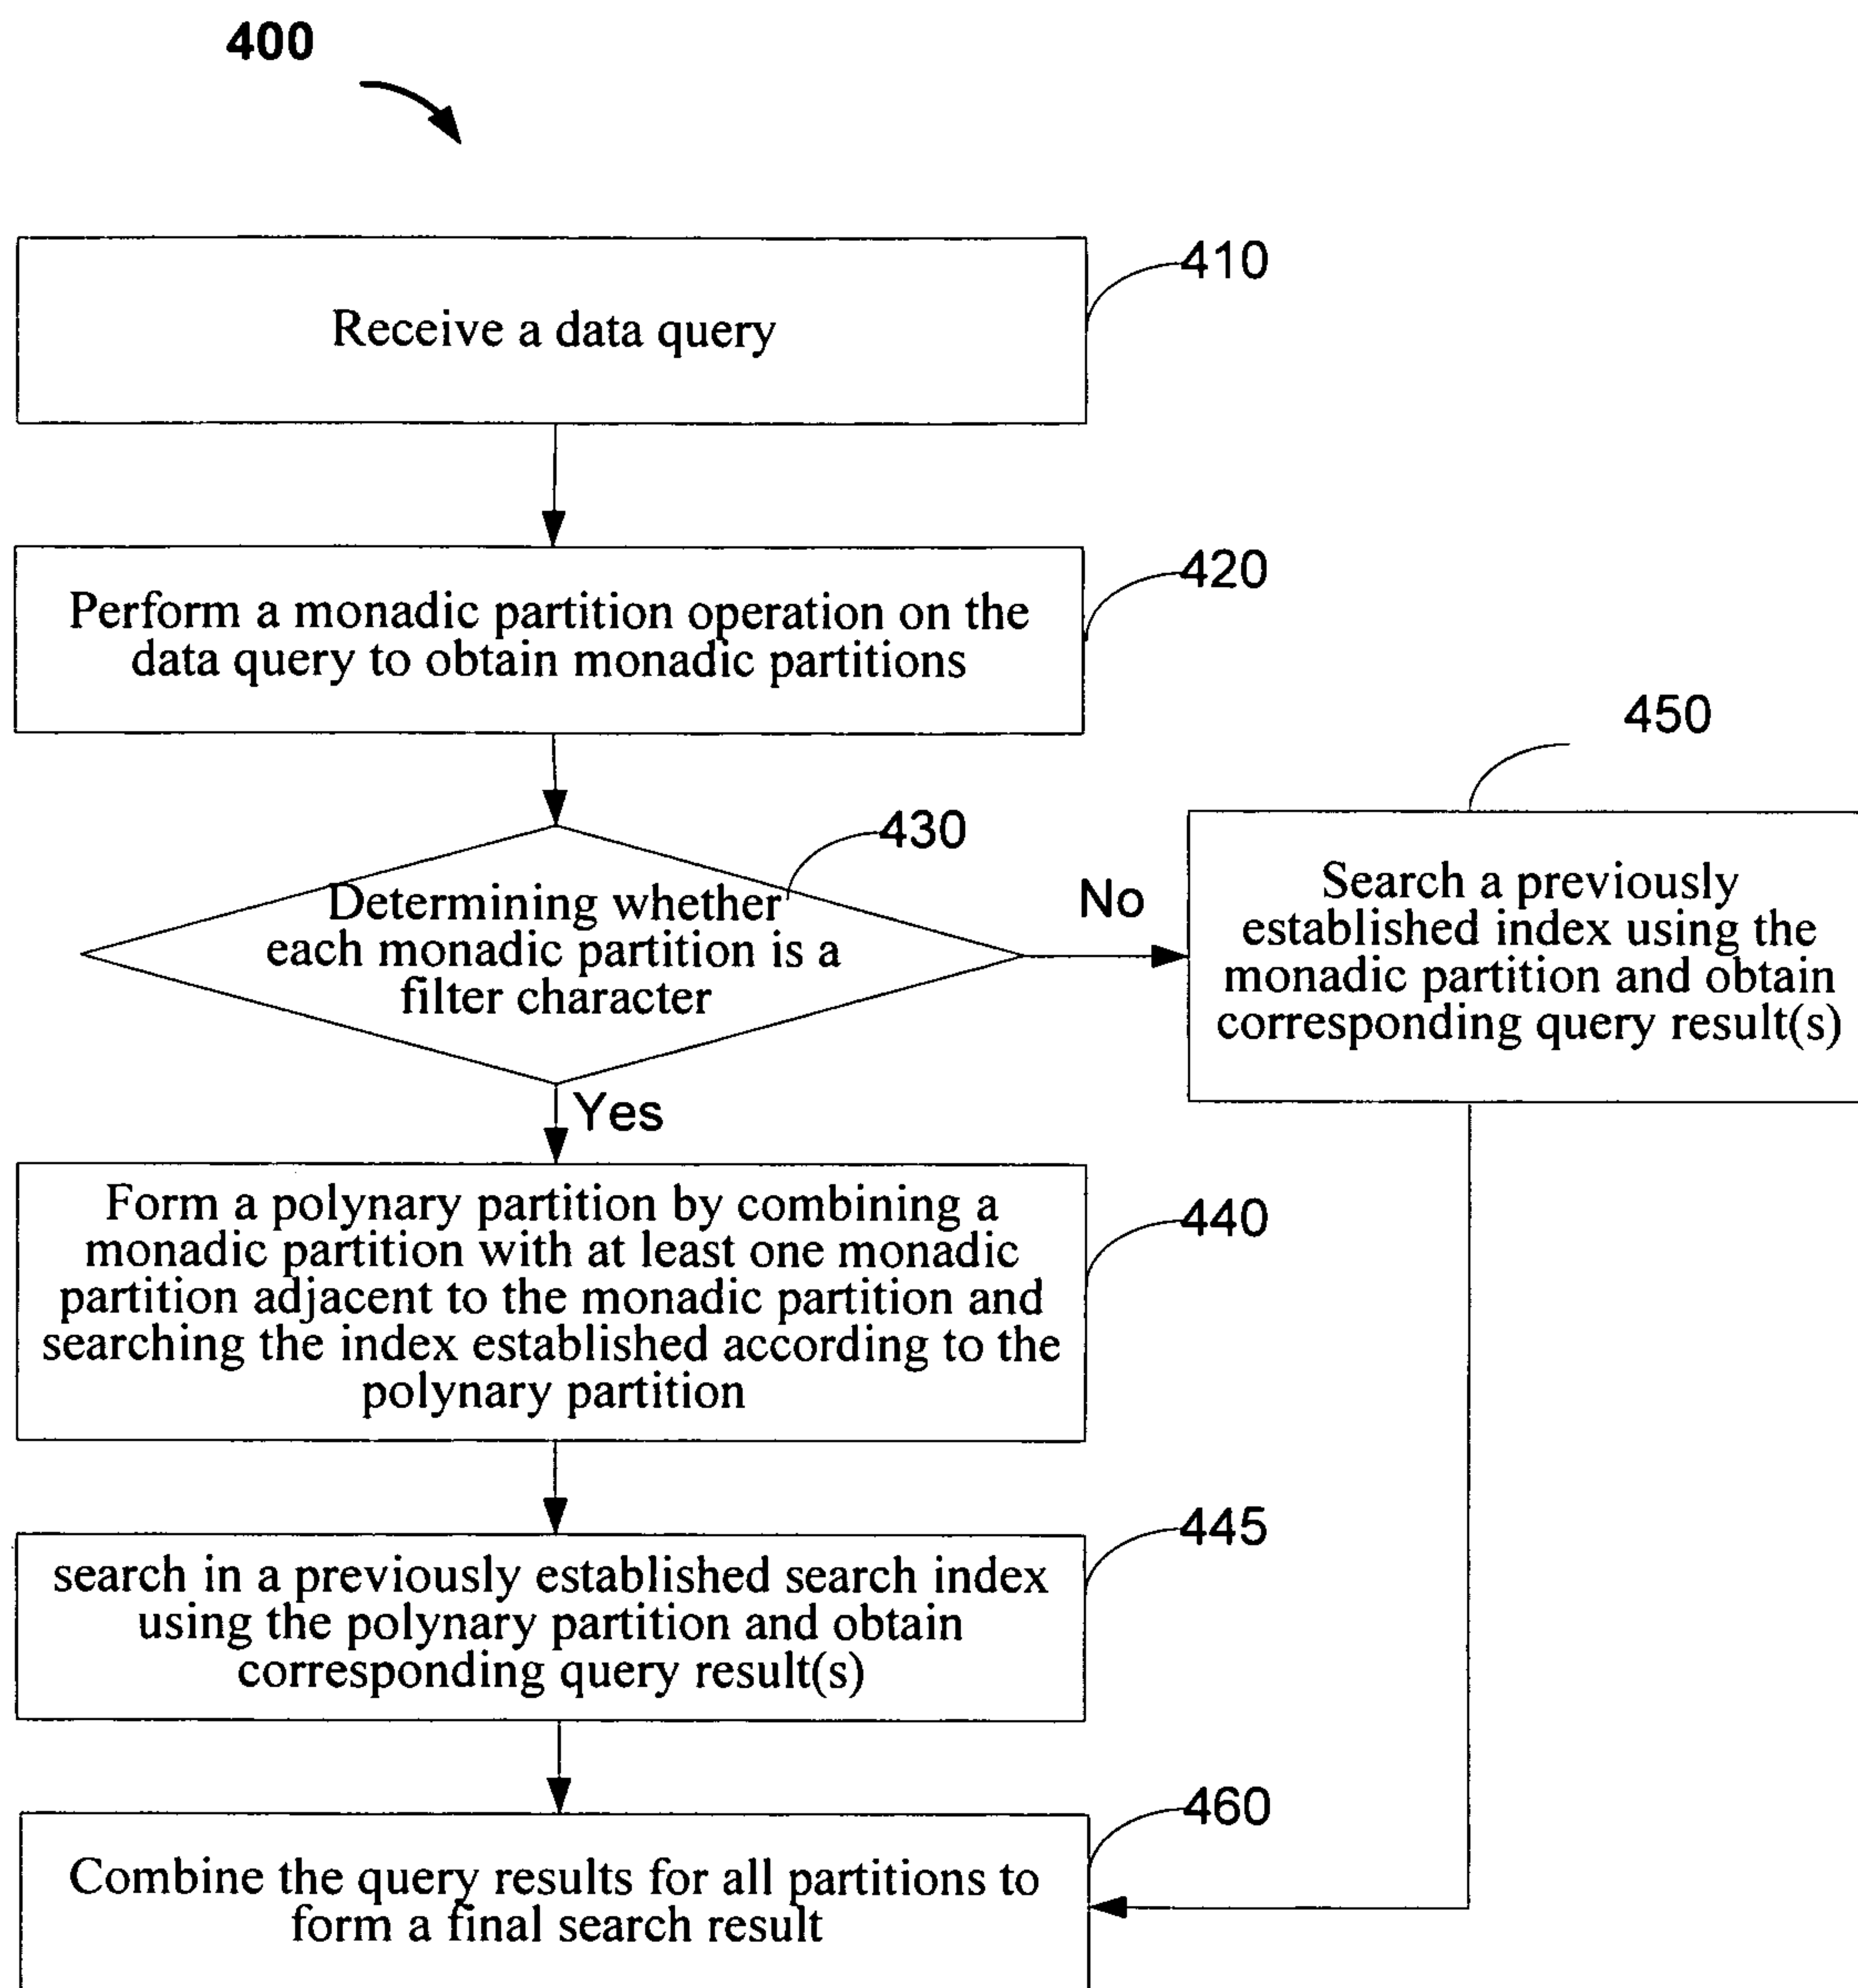 400
410
Receive a data query
420
Perform a monadic partition operation on the
data query to obtain monadic partitions
430
Determining whether
each monadic partition is a
filter character
No
450
Search a previously
established index using the
monadic partition and obtain
corresponding query result(s)
Yes
440
Form a polynary partition by combining a
monadic partition with at least one monadic
partition adjacent to the monadic partition and
searching the index established according to the
polynary partition
445
search in a previously established search index
using the polynary partition and obtain
corresponding query result(s)
460
Combine the query results for all partitions to
form a final search result